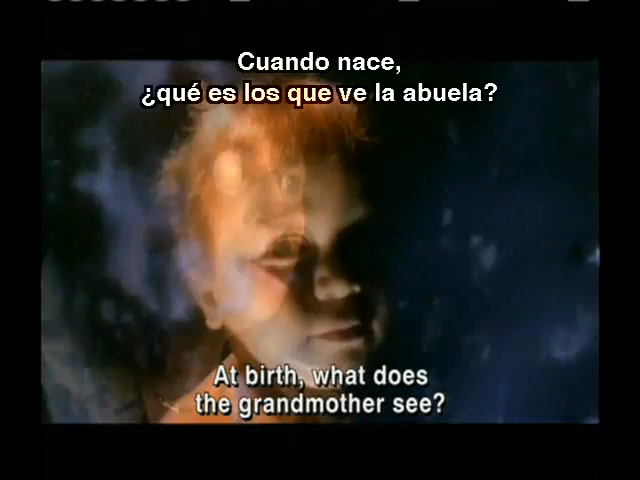 Cuando nace,
¿qué es los que ve la abuela?
At birth, what does
the grandmother see?